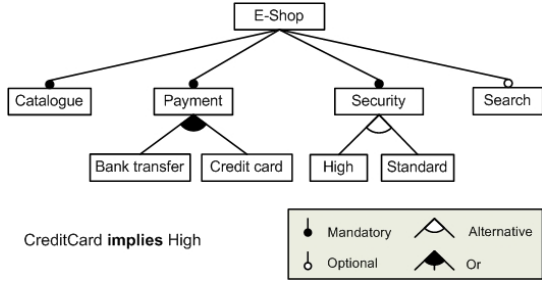 E-Shop
Catalogue
Payment
Security
Search
Bank transfer
Credit card
High
Standard
CreditCard implies High
Mandatory
Alternative
Optional
Or